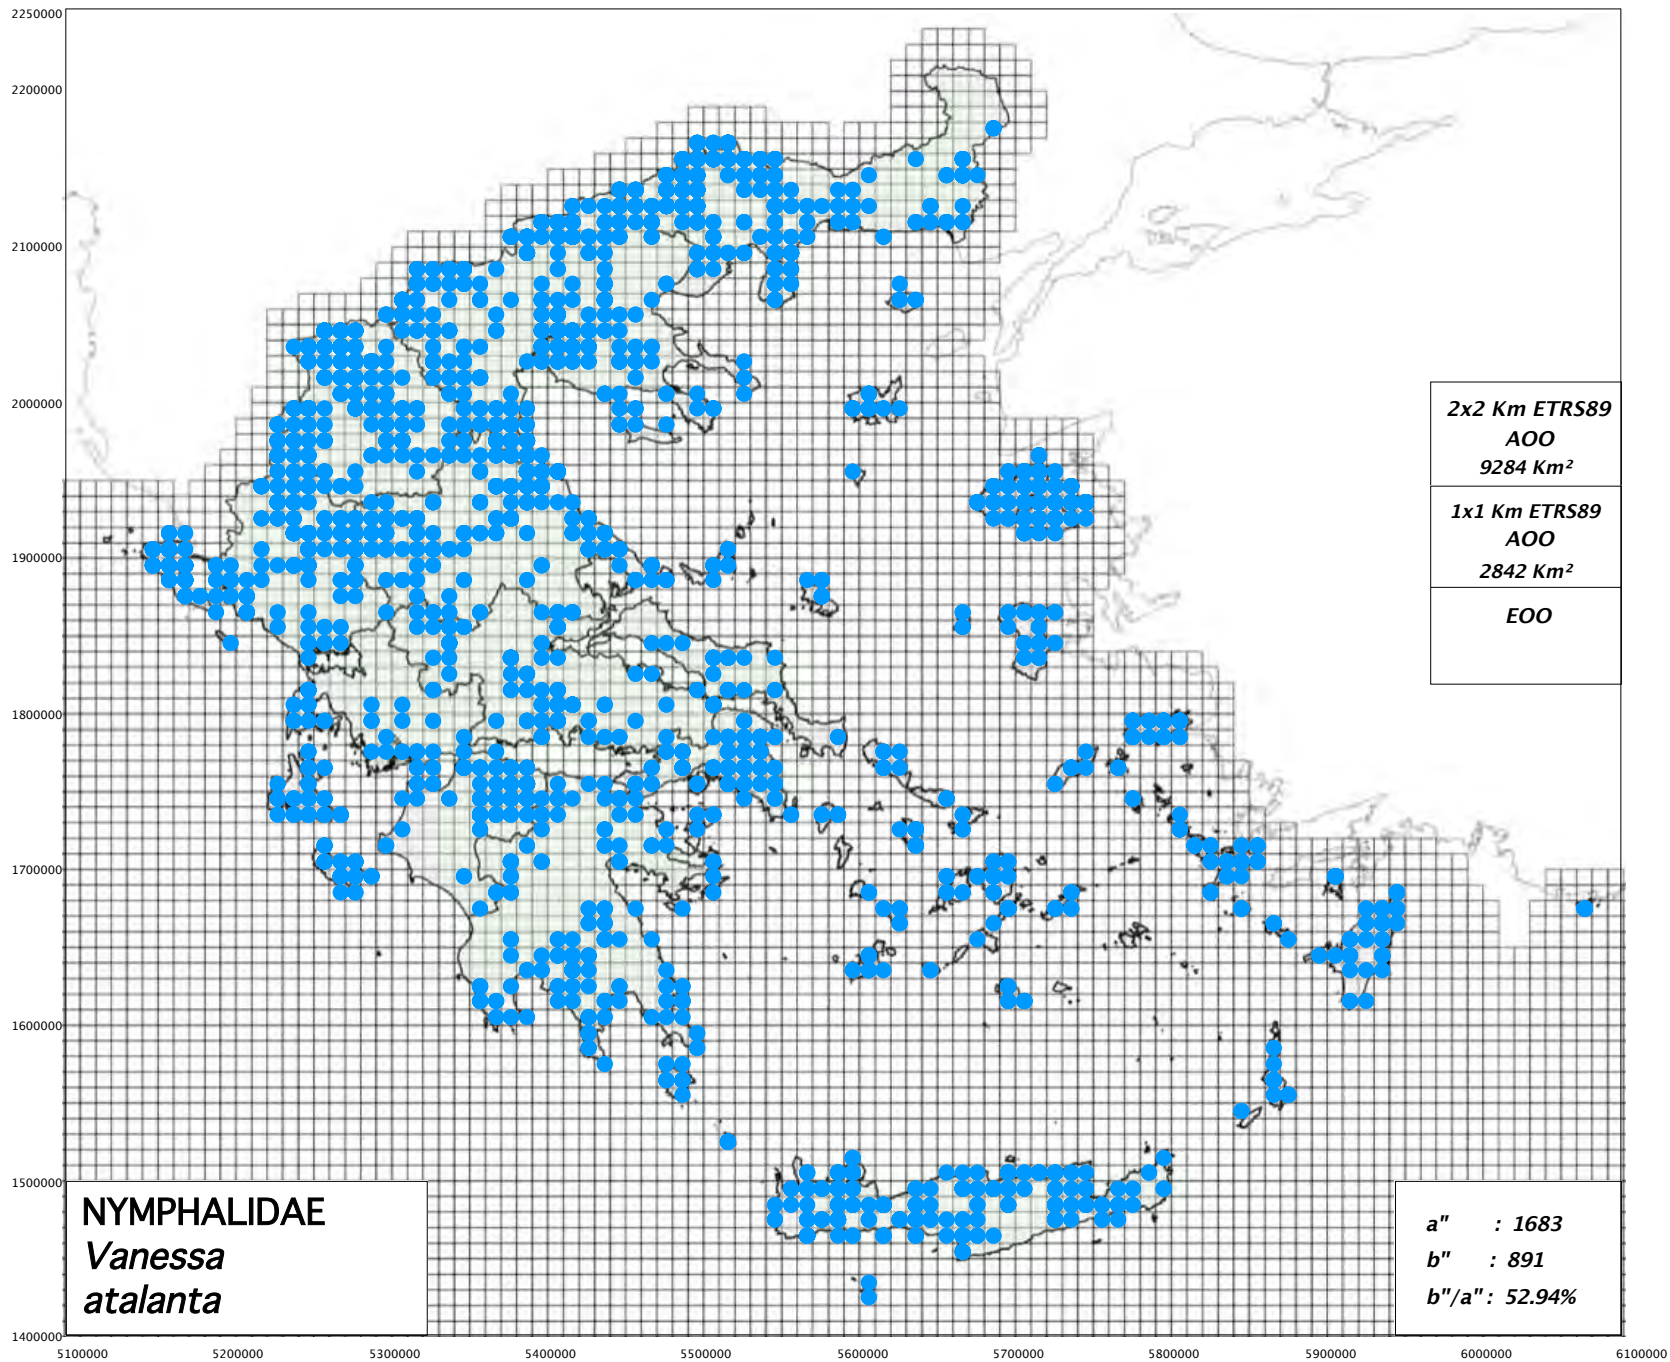 2250000
2200000
2100000
2000000
1900000
1800000
1700000
1600000
1500000
1400000
2x2 Km ETRS89
AOO
9284 Km²
1x1 Km ETRS89
AOO
2842 Km²
EOO
NYMPHALIDAE
Vanessa
atalanta
a" : 1683
b" : 891
b"/a" : 52.94%
5100000 5200000 5300000 5400000 5500000 5600000 5700000 5800000 5900000 6000000 6100000